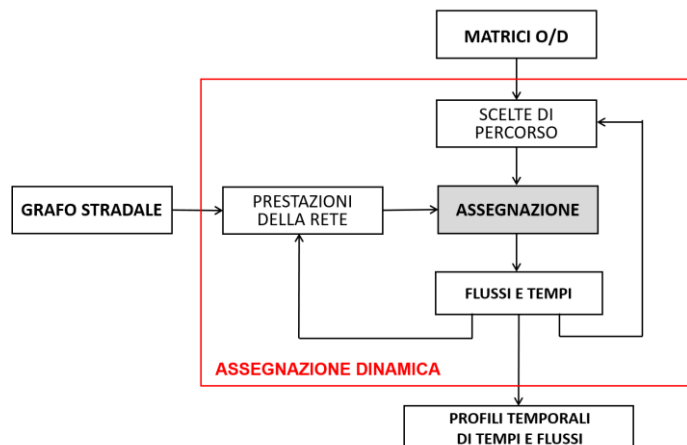 MATRICI O/D
SCELTE DI
PERCORSO
GRAFO STRADALE
PRESTAZIONI
DELLA RETE
ASSEGNAZIONE
FLUSSI E TEMPI
ASSEGNAZIONE DINAMICA
PROFILI TEMPORALI
DI TEMPI E FLUSSI